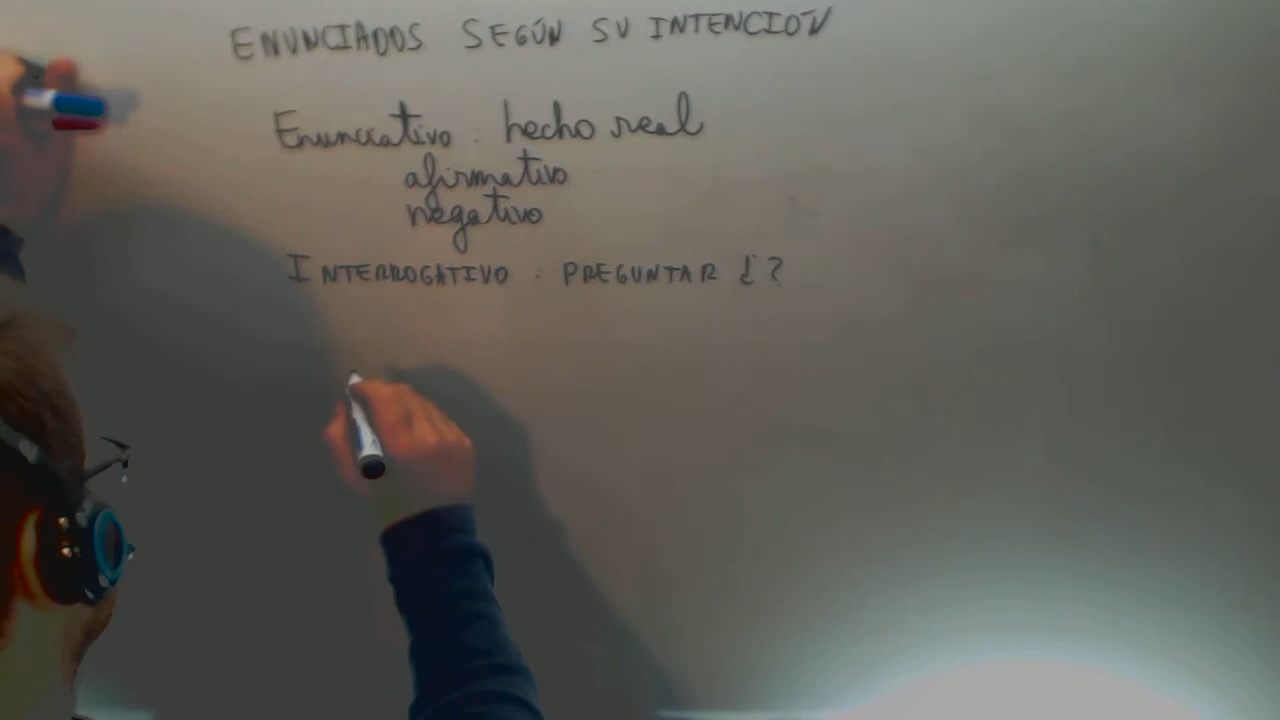 ENUNCIADOS SEGÚN SU INTENCIÓN
Enunciativo : hecho real
afirmativo
negativo
INTERROGATIVO : PREGUNTAR ¿?